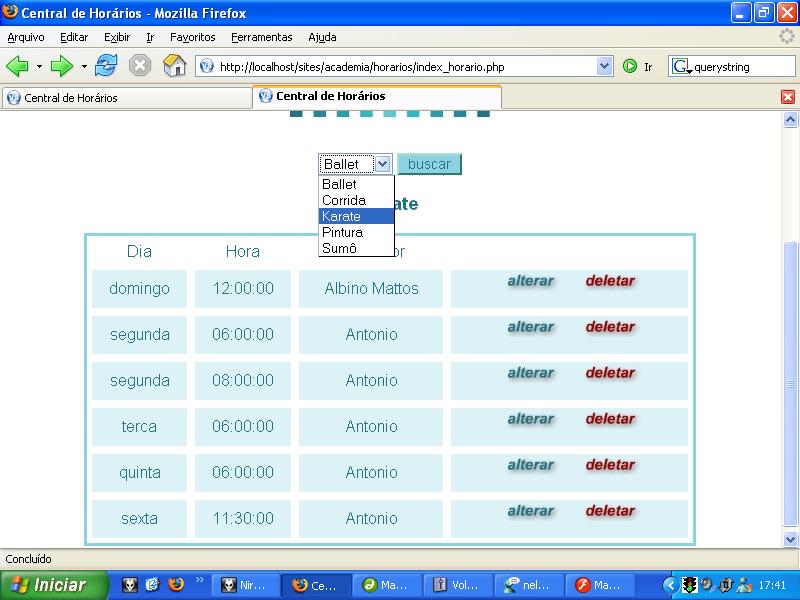 Central de Horários - Mozilla Firefox
Arquivo Editar Exibir Ir Favoritos Ferramentas Ajuda
http://localhost/sites/academia/horarios/index_horario.php Ir querystring
Central de Horários Central de Horários
Ballet buscar
Ballet
Corrida
Karate
Pintura
Sumô
ate
Dia Hora or
domingo 12:00:00 Albino Mattos alterar deletar
segunda 06:00:00 Antonio alterar deletar
segunda 08:00:00 Antonio alterar deletar
terca 06:00:00 Antonio alterar deletar
quinta 06:00:00 Antonio alterar deletar
sexta 11:30:00 Antonio alterar deletar
Concluído
Iniciar Nir... Ce... Ma... Vol... nel... Ma... 17:41